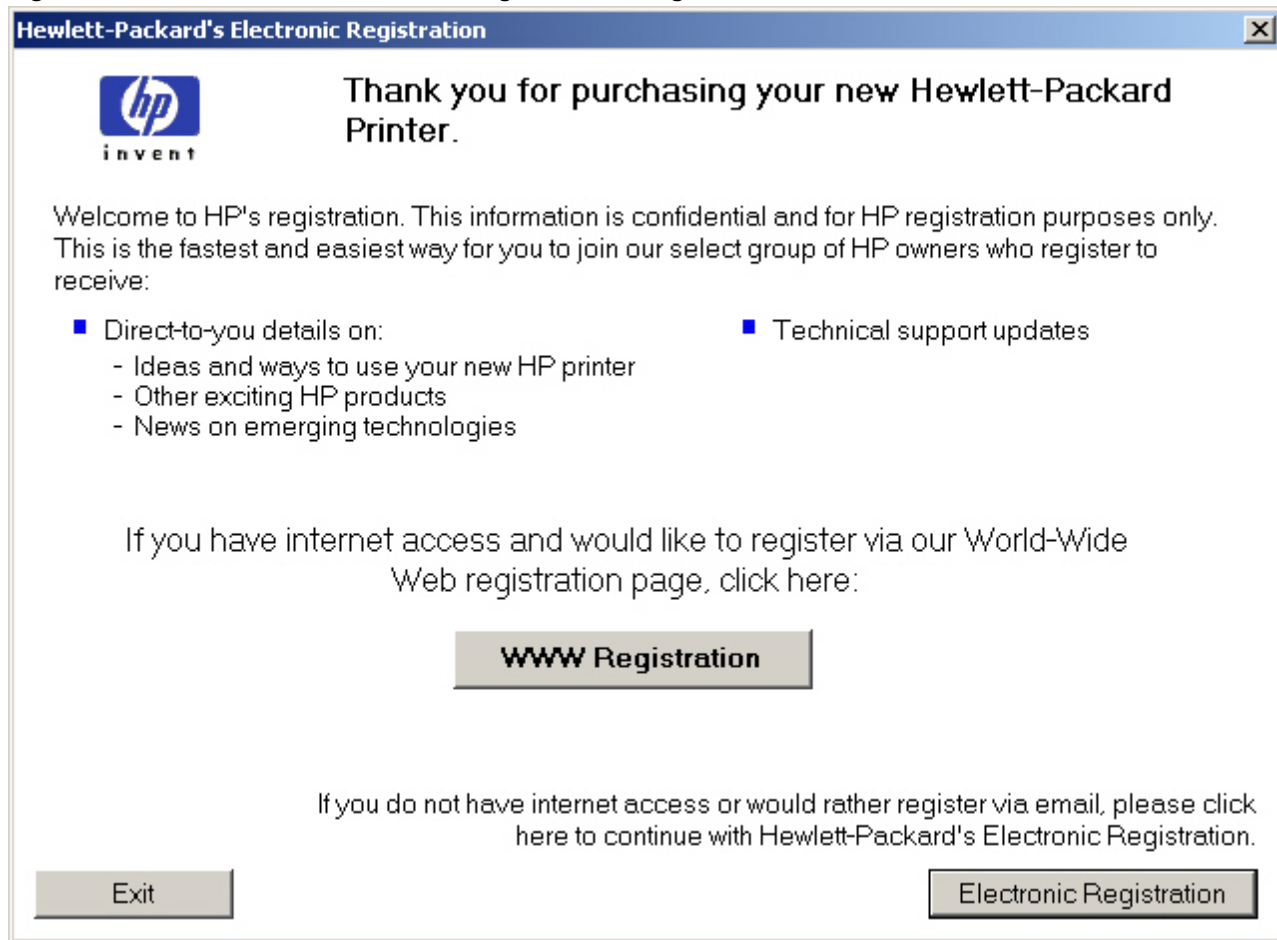 Hewlett-Packard's Electronic Registration
hp
invent
Thank you for purchasing your new Hewlett-Packard
Printer.
Welcome to HP's registration. This information is confidential and for HP registration purposes only.
This is the fastest and easiest way for you to join our select group of HP owners who register to
receive:
Direct-to-you details on:
- Ideas and ways to use your new HP printer
- Other exciting HP products
- News on emerging technologies
Technical support updates
If you have internet access and would like to register via our World-Wide
Web registration page, click here:
WWW Registration
If you do not have internet access or would rather register via email, please click
here to continue with Hewlett-Packard's Electronic Registration.
Exit
Electronic Registration